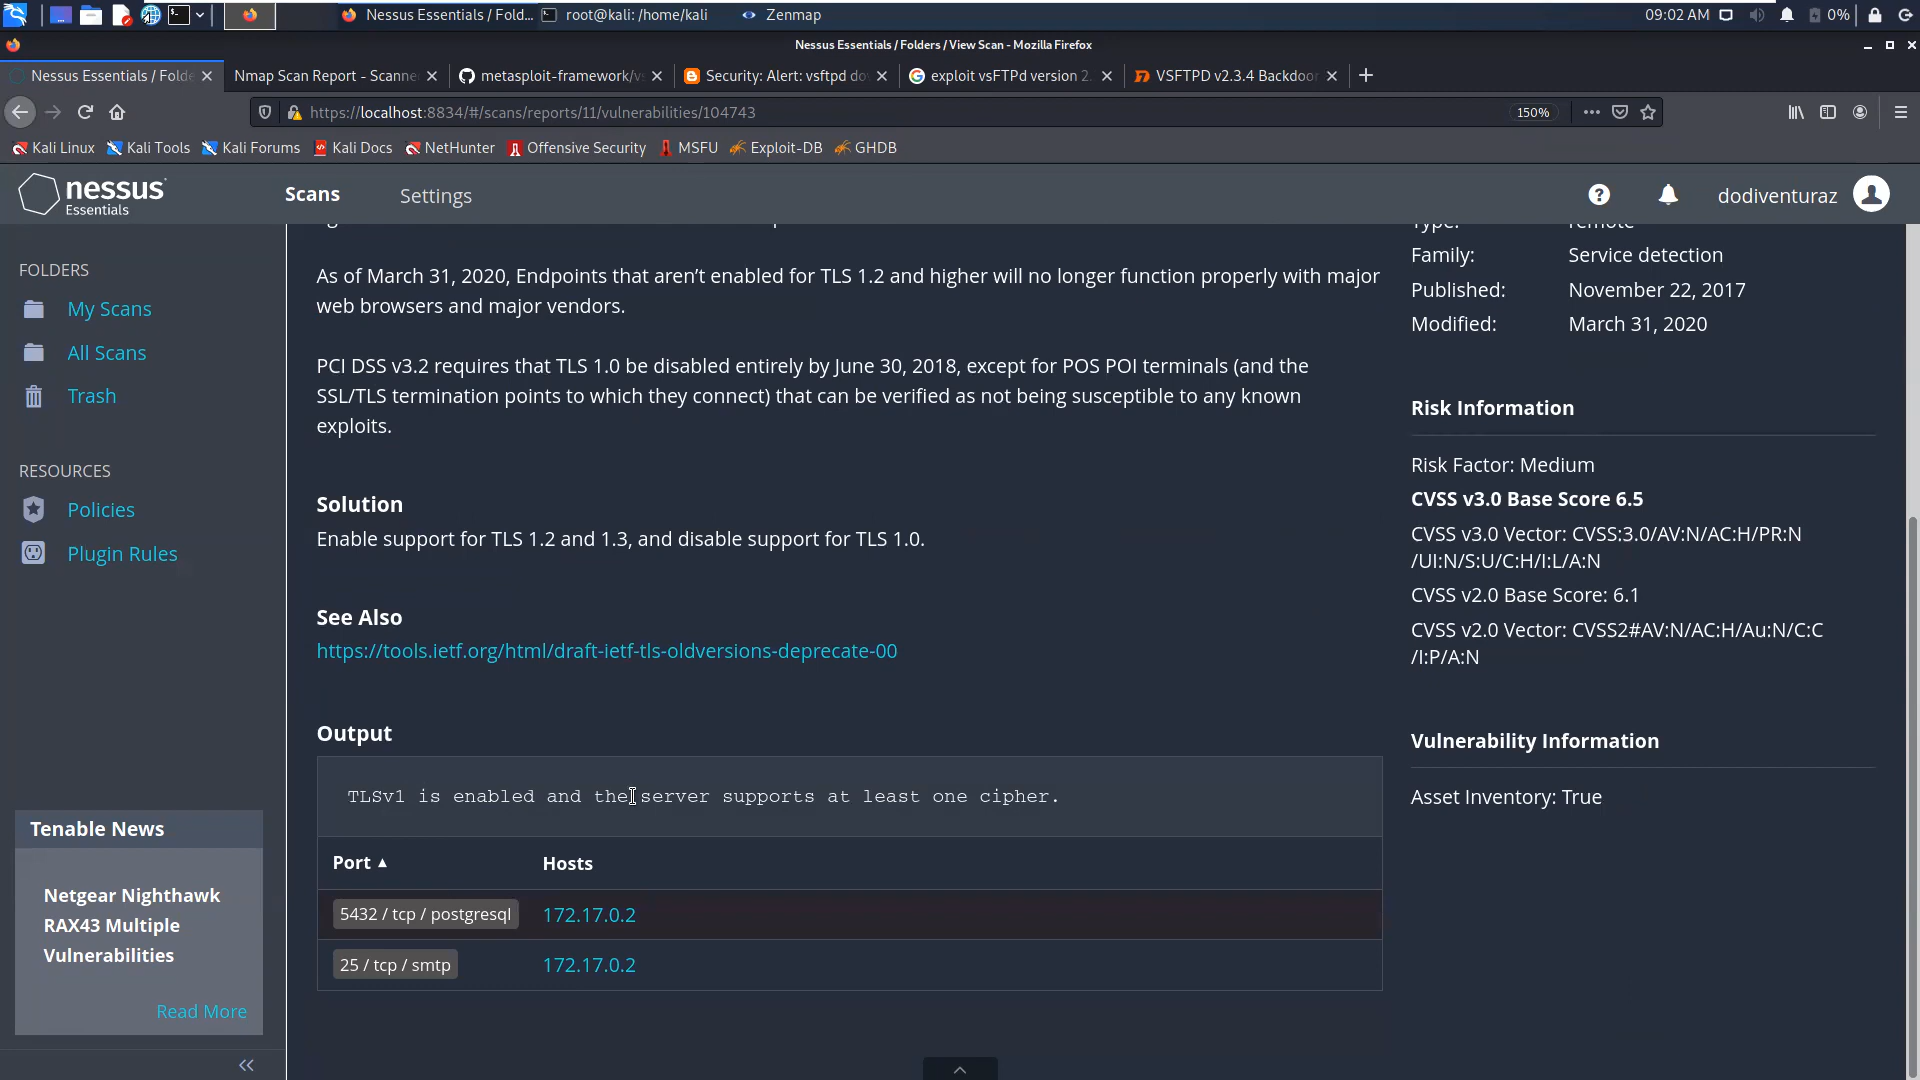 Nessus Essentials / Fold...
root@kali: /home/kali
Zenmap
09:02 AM
0%
Nessus Essentials / Folders / View Scan - Mozilla Firefox
Nessus Essentials / Folde
Nmap Scan Report - Scanne
metasploit-framework/v
Security: Alert: vsftpd do
exploit vsFTPd version 2.
VSFTPD v2.3.4 Backdoor
https://localhost:8834/#/scans/reports/11/vulnerabilities/104743
150%
Kali Linux
Kali Tools
Kali Forums
Kali Docs
NetHunter
Offensive Security
MSFU
Exploit-DB
GHDB
nessus
Essentials
Scans
Settings
dodiventuraz
FOLDERS
My Scans
All Scans
Trash
RESOURCES
Policies
Plugin Rules
Tenable News
Netgear Nighthawk
RAX43 Multiple
Vulnerabilities
Read More
As of March 31, 2020, Endpoints that aren’t enabled for TLS 1.2 and higher will no longer function properly with major
web browsers and major vendors.
PCI DSS v3.2 requires that TLS 1.0 be disabled entirely by June 30, 2018, except for POS POI terminals (and the
SSL/TLS termination points to which they connect) that can be verified as not being susceptible to any known
exploits.
Solution
Enable support for TLS 1.2 and 1.3, and disable support for TLS 1.0.
See Also
https://tools.ietf.org/html/draft-ietf-tls-oldversions-deprecate-00
Output
TLSv1 is enabled and the server supports at least one cipher.
Port
Hosts
5432 / tcp / postgresql
172.17.0.2
25 / tcp / smtp
172.17.0.2
Type: remote
Family: Service detection
Published: November 22, 2017
Modified: March 31, 2020
Risk Information
Risk Factor: Medium
CVSS v3.0 Base Score 6.5
CVSS v3.0 Vector: CVSS:3.0/AV:N/AC:H/PR:N
/UI:N/S:U/C:H/I:L/A:N
CVSS v2.0 Base Score: 6.1
CVSS v2.0 Vector: CVSS2#AV:N/AC:H/Au:N/C:C
/I:P/A:N
Vulnerability Information
Asset Inventory: True